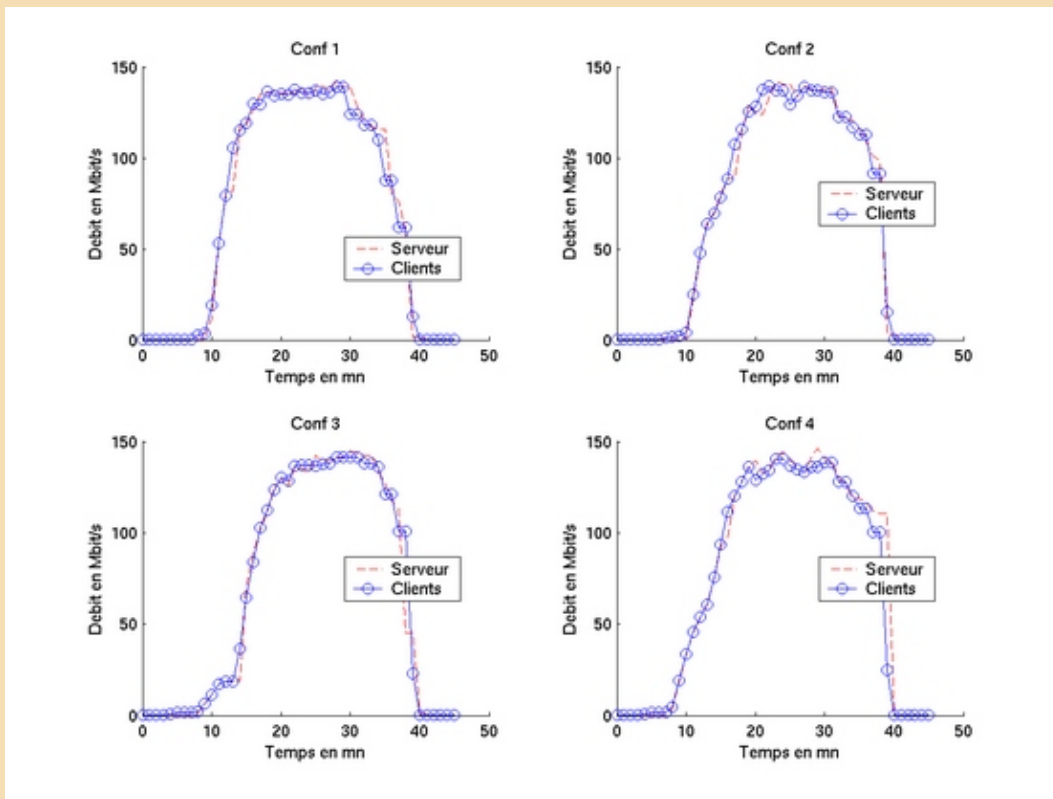 Conf 1
150
100
50
0
Debit en Mbit/s
Serveur
Clients
0 10 20 30 40 50
Temps en mn
Conf 2
150
100
50
0
Debit en Mbit/s
Serveur
Clients
0 10 20 30 40 50
Temps en mn
Conf 3
150
100
50
0
Debit en Mbit/s
Serveur
Clients
0 10 20 30 40 50
Temps en mn
Conf 4
150
100
50
0
Debit en Mbit/s
Serveur
Clients
0 10 20 30 40 50
Temps en mn